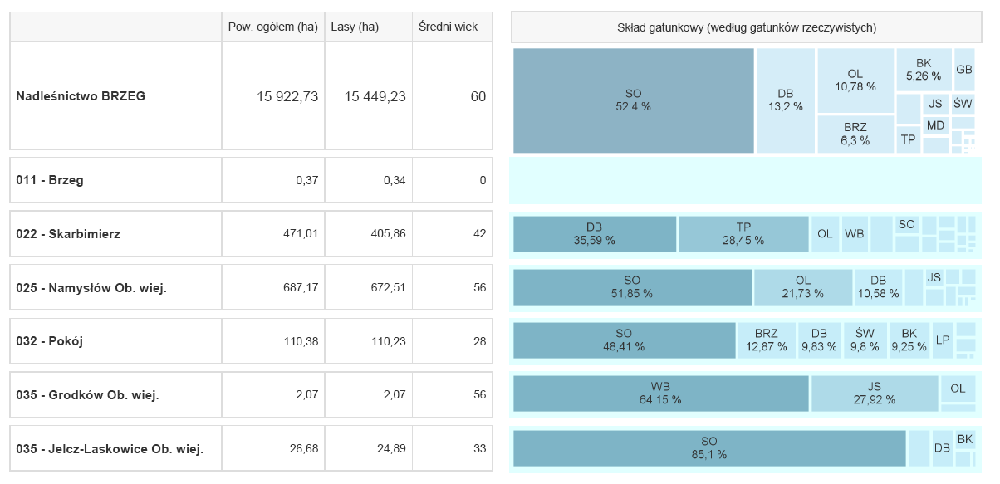 Pow. ogółem (ha) Lasy (ha) Średni wiek Skład gatunkowy (według gatunków rzeczywistych)
Nadleśnictwo BRZEG 15 922,73 15 449,23 60
SO
52,4 %
DB
13,2 %
OL
10,78 %
BRZ
6,3 %
BK
5,26 %
GB
JS
ŚW
MD
TP
011 - Brzeg 0,37 0,34 0
022 - Skarbimierz 471,01 405,86 42
DB
35,59 %
TP
28,45 %
OL
WB
SO
025 - Namysłów Ob. wiej. 687,17 672,51 56
SO
51,85 %
OL
21,73 %
DB
10,58 %
JS
032 - Pokój 110,38 110,23 28
SO
48,41 %
BRZ
12,87 %
DB
9,83 %
ŚW
9,8 %
BK
9,25 %
LP
035 - Grodków Ob. wiej. 2,07 2,07 56
WB
64,15 %
JS
27,92 %
OL
035 - Jelcz-Laskowice Ob. wiej. 26,68 24,89 33
SO
85,1 %
DB
BK